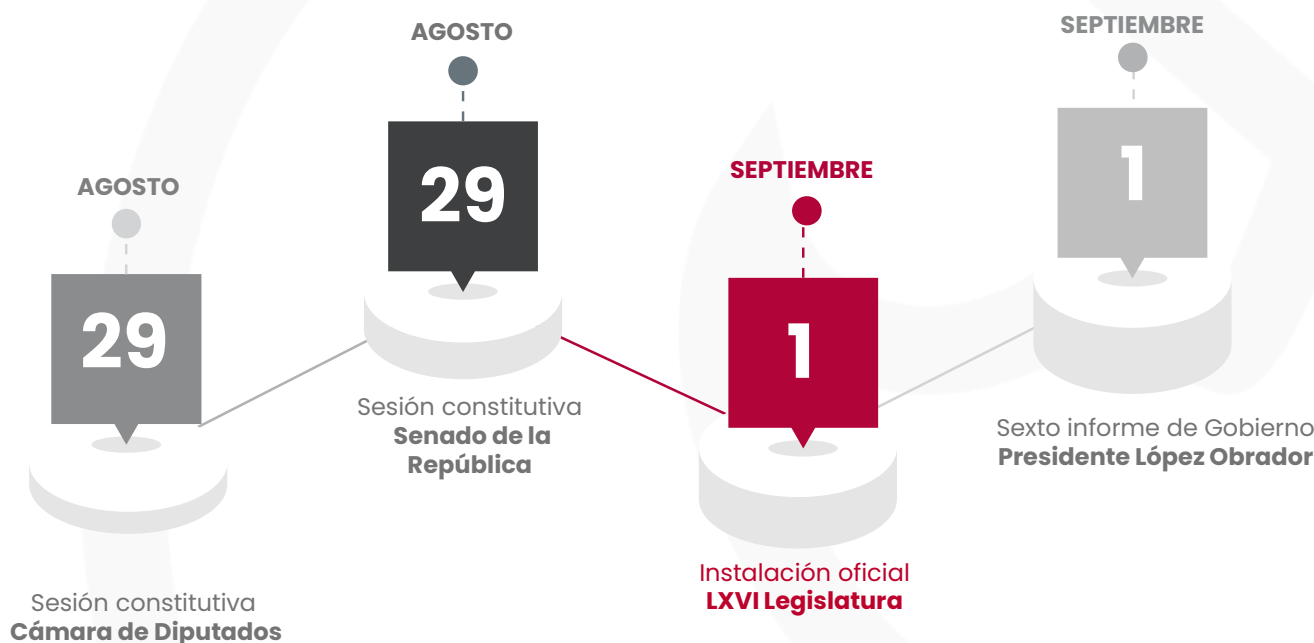 AGOSTO
29
Sesión constitutiva
Cámara de Diputados
AGOSTO
29
Sesión constitutiva
Senado de la
República
SEPTIEMBRE
1
Instalación oficial
LXVI Legislatura
SEPTIEMBRE
1
Sexto informe de Gobierno
Presidente López Obrador